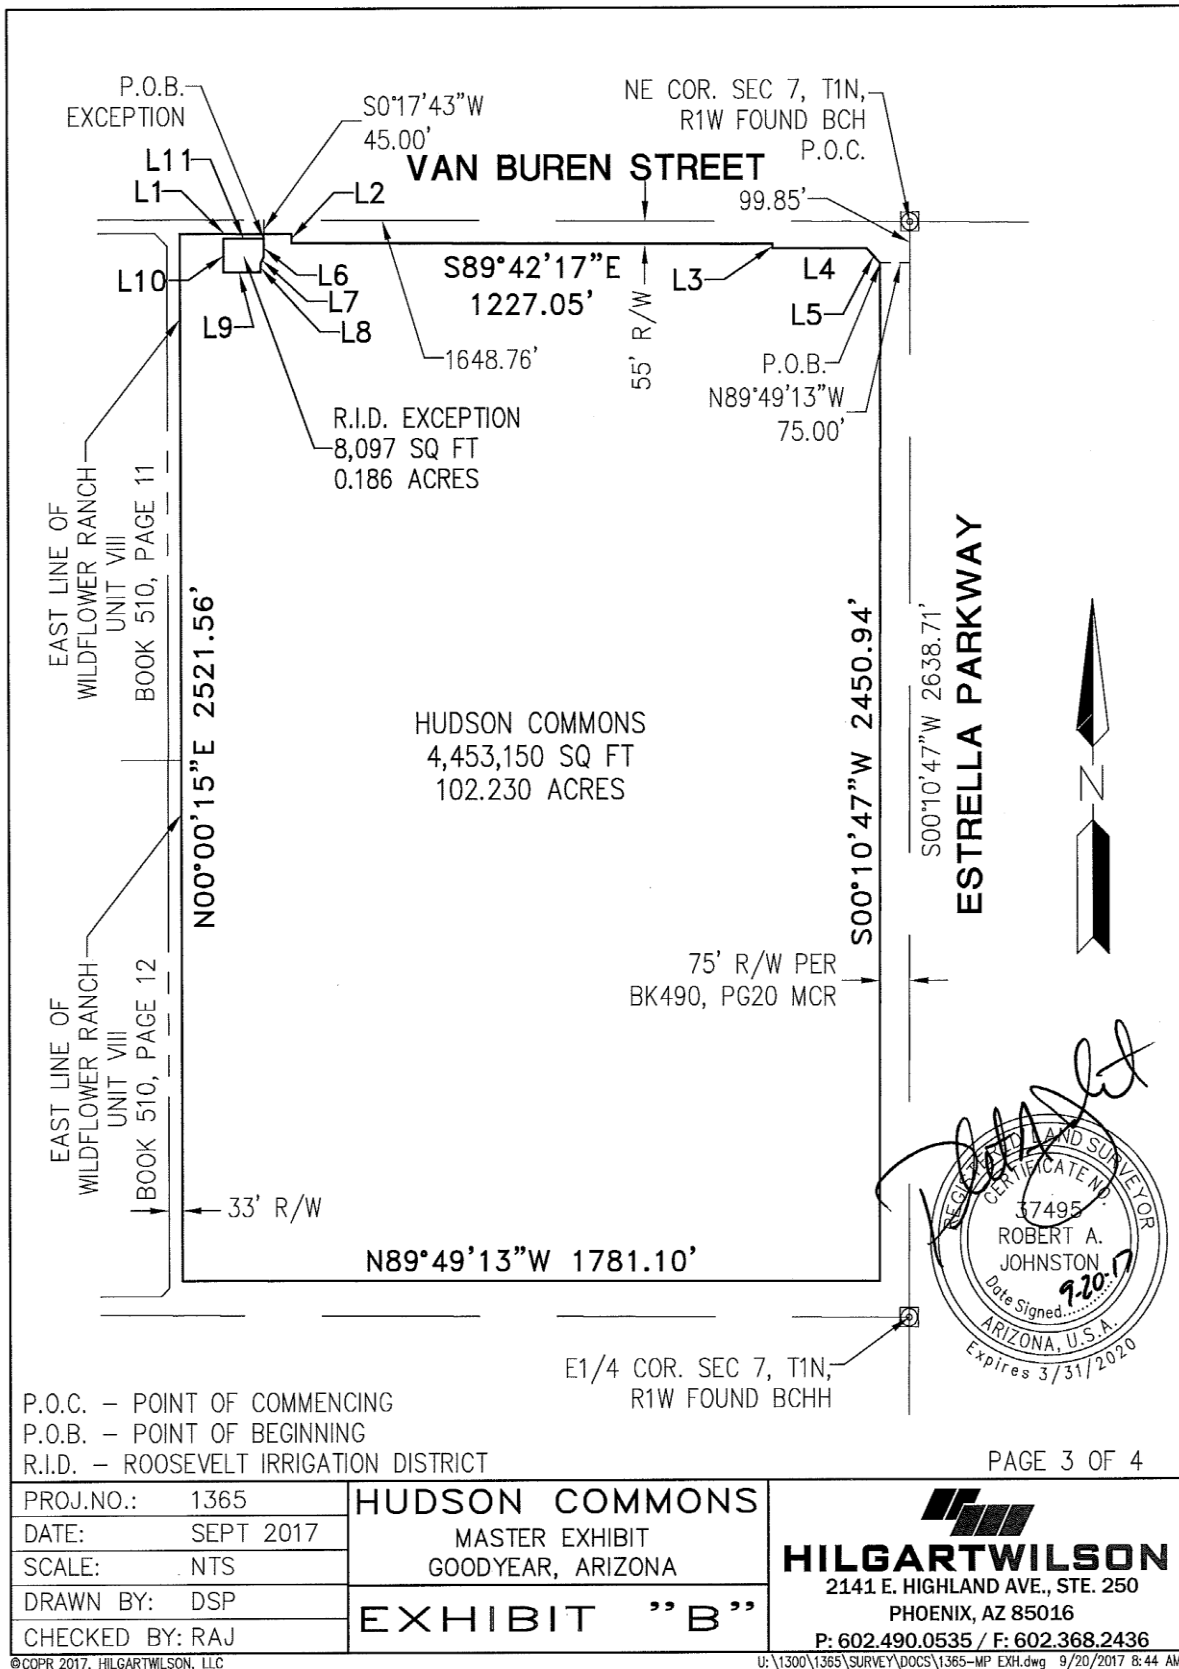 P.O.B.
EXCEPTION
S0°17'43"W
45.00'
NE COR. SEC 7, T1N,
R1W FOUND BCH
P.O.C.
L11
VAN BUREN STREET
L1
L2
99.85'
L10
L6
S89°42'17"E
1227.05'
L3
L4
L7
L9
L8
L5
55' R/W
1648.76'
P.O.B.
N89°49'13"W
75.00'
R.I.D. EXCEPTION
8,097 SQ FT
0.186 ACRES
EAST LINE OF
WILDFLOWER RANCH
UNIT VIII
BOOK 510, PAGE 11
N00°00'15"E 2521.56'
S00°10'47"W 2450.94'
S00°10'47"W 2638.71'
ESTRELLA PARKWAY
HUDSON COMMONS
4,453,150 SQ FT
102.230 ACRES
N
EAST LINE OF
WILDFLOWER RANCH
UNIT VIII
BOOK 510, PAGE 12
75' R/W PER
BK490, PG20 MCR
33' R/W
N89°49'13"W 1781.10'
REGISTERED LAND SURVEYOR
CERTIFICATE NO.
37495
ROBERT A.
JOHNSTON
Date Signed 9-20-17
ARIZONA, U.S.A.
Expires 3/31/2020
E1/4 COR. SEC 7, T1N,
R1W FOUND BCHH
P.O.C. – POINT OF COMMENCING
P.O.B. – POINT OF BEGINNING
R.I.D. – ROOSEVELT IRRIGATION DISTRICT
PAGE 3 OF 4
PROJ.NO.: 1365
DATE: SEPT 2017
SCALE: NTS
DRAWN BY: DSP
CHECKED BY: RAJ
HUDSON COMMONS
MASTER EXHIBIT
GOODYEAR, ARIZONA
EXHIBIT "B"
HILGARTWILSON
2141 E. HIGHLAND AVE., STE. 250
PHOENIX, AZ 85016
P: 602.490.0535 / F: 602.368.2436
©COPR 2017, HILGARTWILSON, LLC
U:\1300\1365\SURVEY\DOCS\1365-MP EXH.dwg 9/20/2017 8:44 AM